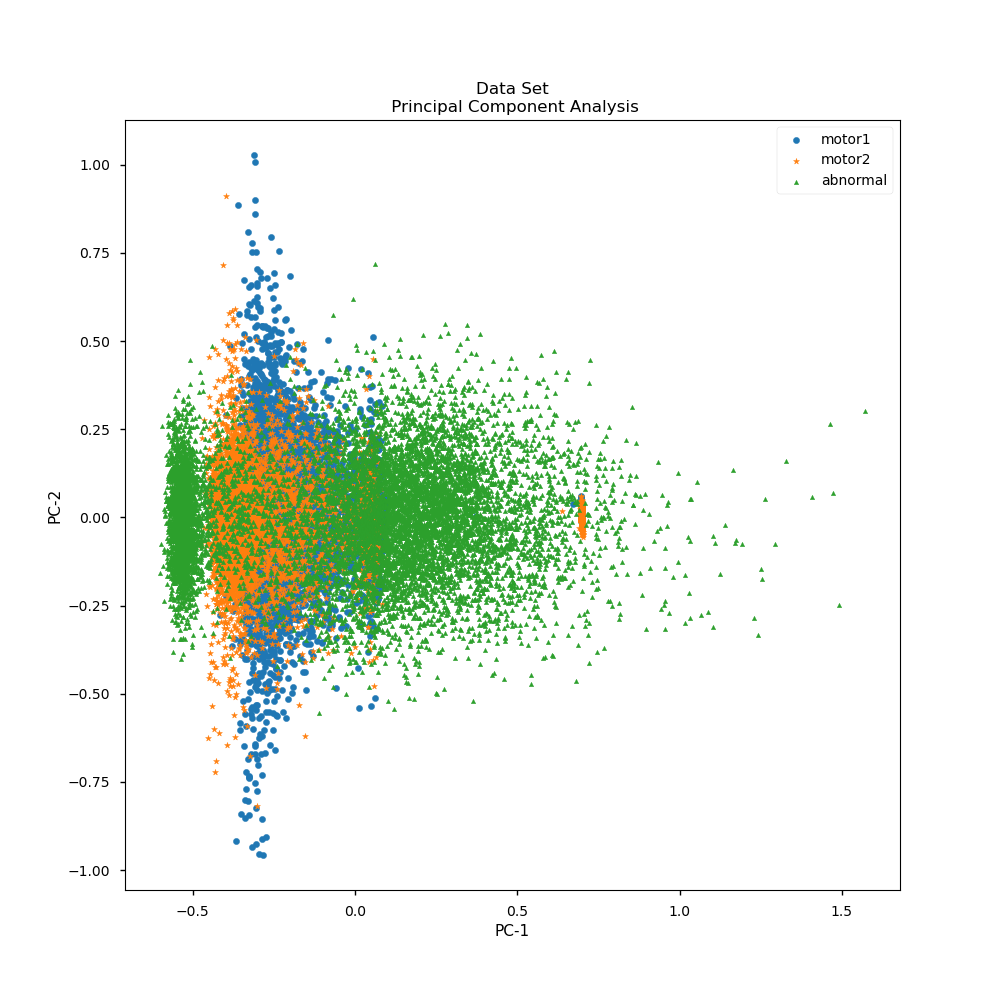 Data Set
Principal Component Analysis
motor1
motor2
abnormal
1.00
0.75
0.50
0.25
0.00
−0.25
−0.50
−0.75
−1.00
PC-2
−0.5
0.0
0.5
1.0
1.5
PC-1